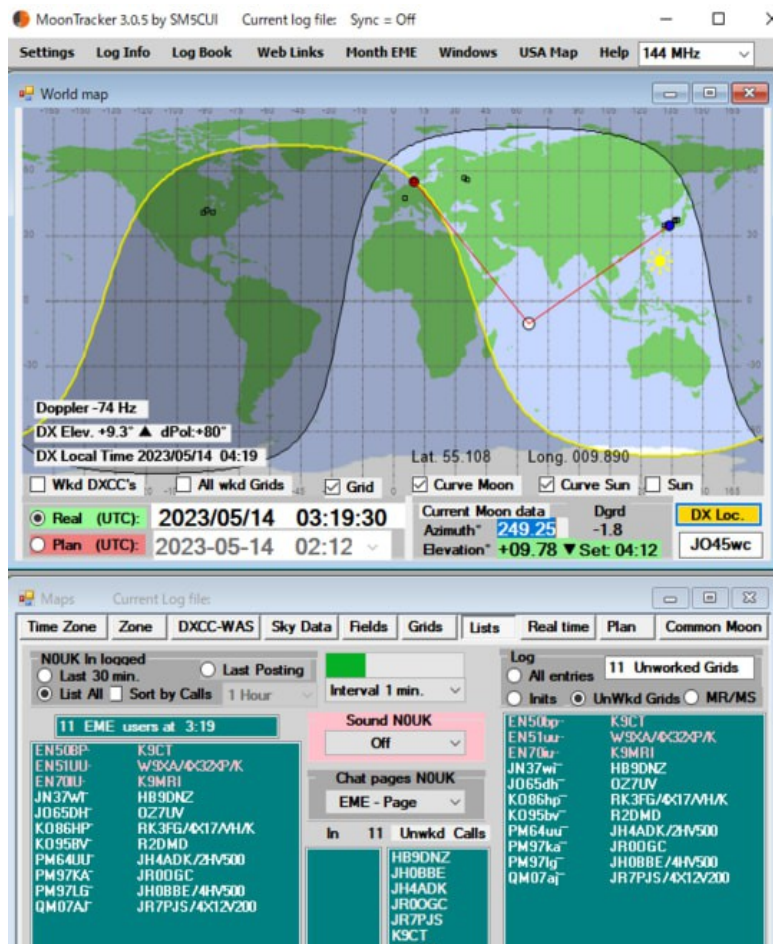 MoonTracker 3.0.5 by SM5CUI Current log file: Sync = Off
Settings Log Info Log Book Web Links Month EME Windows USA Map Help 144 MHz
World map
Doppler -74 Hz
DX Elev. +9.3° ▲ dPol:+80°
DX Local Time 2023/05/14 04:19
Lat. 55.108 Long. 009.890
Wkd DXCC's All wkd Grids Grid Curve Moon Curve Sun Sun
Real (UTC): 2023/05/14 03:19:30
Plan (UTC): 2023-05-14 02:12
Current Moon data Dgrd
Azimuth° 249.25 -1.8
Elevation° +09.78 ▼ Set: 04:12
DX Loc.
JO45wc
Maps Current Log file:
Time Zone Zone DXCC-WAS Sky Data Fields Grids Lists Real time Plan Common Moon
N0UK In logged
Last 30 min. Last Posting
List All Sort by Calls 1 Hour
11 EME users at 3:19
EN50BP- K9CT
EN51UU- W9XA/4X32XP/K
EN70IU- K9MRI
JN37WI- HB9DNZ
JO65DH- OZ7UV
KO86HP- RK3FG/4X17/VH/K
KO95BV- R2DMD
PM64UU- JH4ADK/2HV500
PM97KA- JR0OGC
PM97LG- JH0BBE/4HV500
QM07AJ- JR7PJS/4X12V200
Interval 1 min.
Sound N0UK
Off
Chat pages N0UK
EME - Page
In 11 Unwkd Calls
HB9DNZ
JH0BBE
JH4ADK
JR0OGC
JR7PJS
K9CT
Log
All entries 11 Unworked Grids
Inits UnWkd Grids MR/MS
EN50bp- K9CT
EN51uu- W9XA/4X32XP/K
EN70iu- K9MRI
JN37wi- HB9DNZ
JO65dh- OZ7UV
KO86hp- RK3FG/4X17/VH/K
KO95bv- R2DMD
PM64uu- JH4ADK/2HV500
PM97ka- JR0OGC
PM97lg- JH0BBE/4HV500
QM07aj- JR7PJS/4X12V200